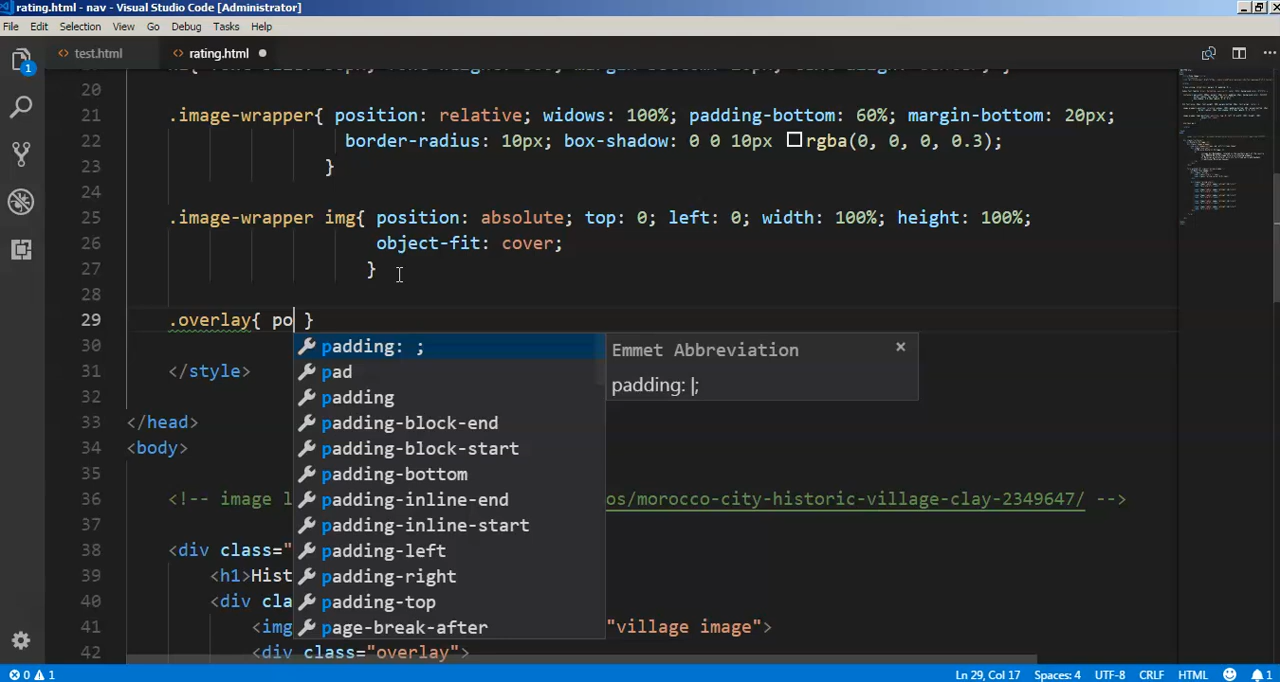 rating.html - nav - Visual Studio Code [Administrator]
File Edit Selection View Go Debug Tasks Help
1
test.html rating.html
20
21 .image-wrapper{ position: relative; widows: 100%; padding-bottom: 60%; margin-bottom: 20px;
22 border-radius: 10px; box-shadow: 0 0 10px rgba(0, 0, 0, 0.3);
23 }
24
25 .image-wrapper img{ position: absolute; top: 0; left: 0; width: 100%; height: 100%;
26 object-fit: cover;
27 }
28
29 .overlay{ po }
30 padding: ; Emmet Abbreviation
padding: |;
31 </style> pad
32 padding
33 </head> padding-block-end
34 <body> padding-block-start
35 padding-bottom
36 <!-- image l padding-inline-end os/morocco-city-historic-village-clay-2349647/ -->
37 padding-inline-start
38 <div class=" padding-left
39 <h1>Hist padding-right
40 <div cla padding-top
41 <img page-break-after "village image">
42 <div class="overlay">
0 1 Ln 29, Col 17 Spaces: 4 UTF-8 CRLF HTML 1